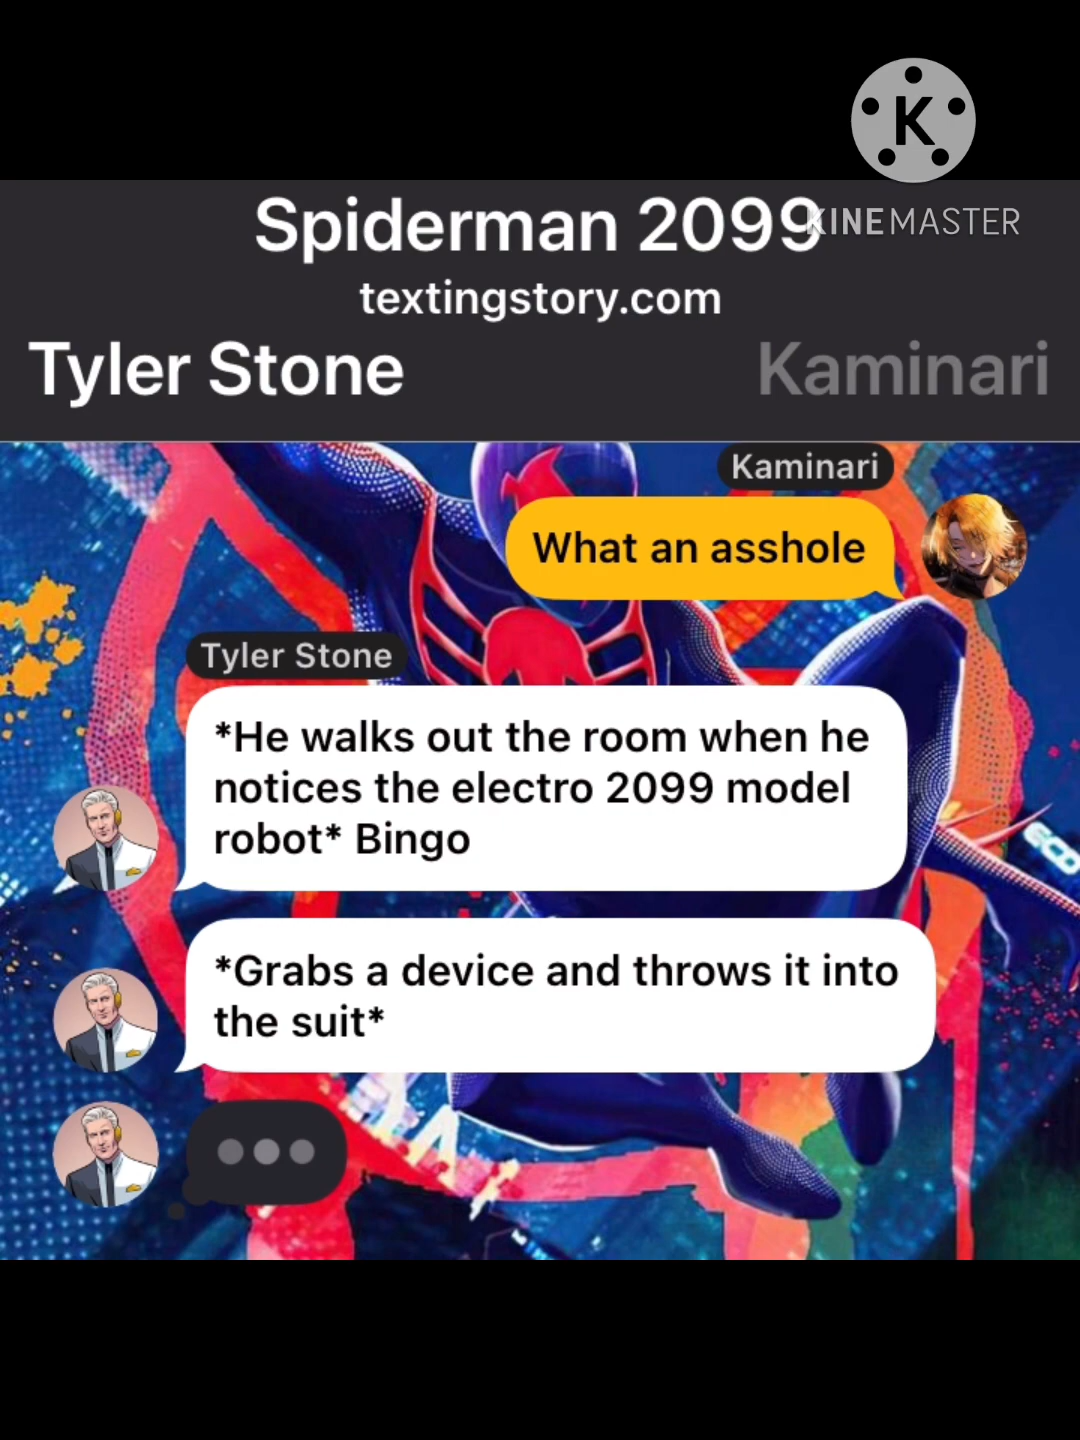 K
KINEMASTER
Spiderman 2099
textingstory.com
Tyler Stone
Kaminari
Kaminari
What an asshole
Tyler Stone
*He walks out the room when he
notices the electro 2099 model
robot* Bingo
*Grabs a device and throws it into
the suit*